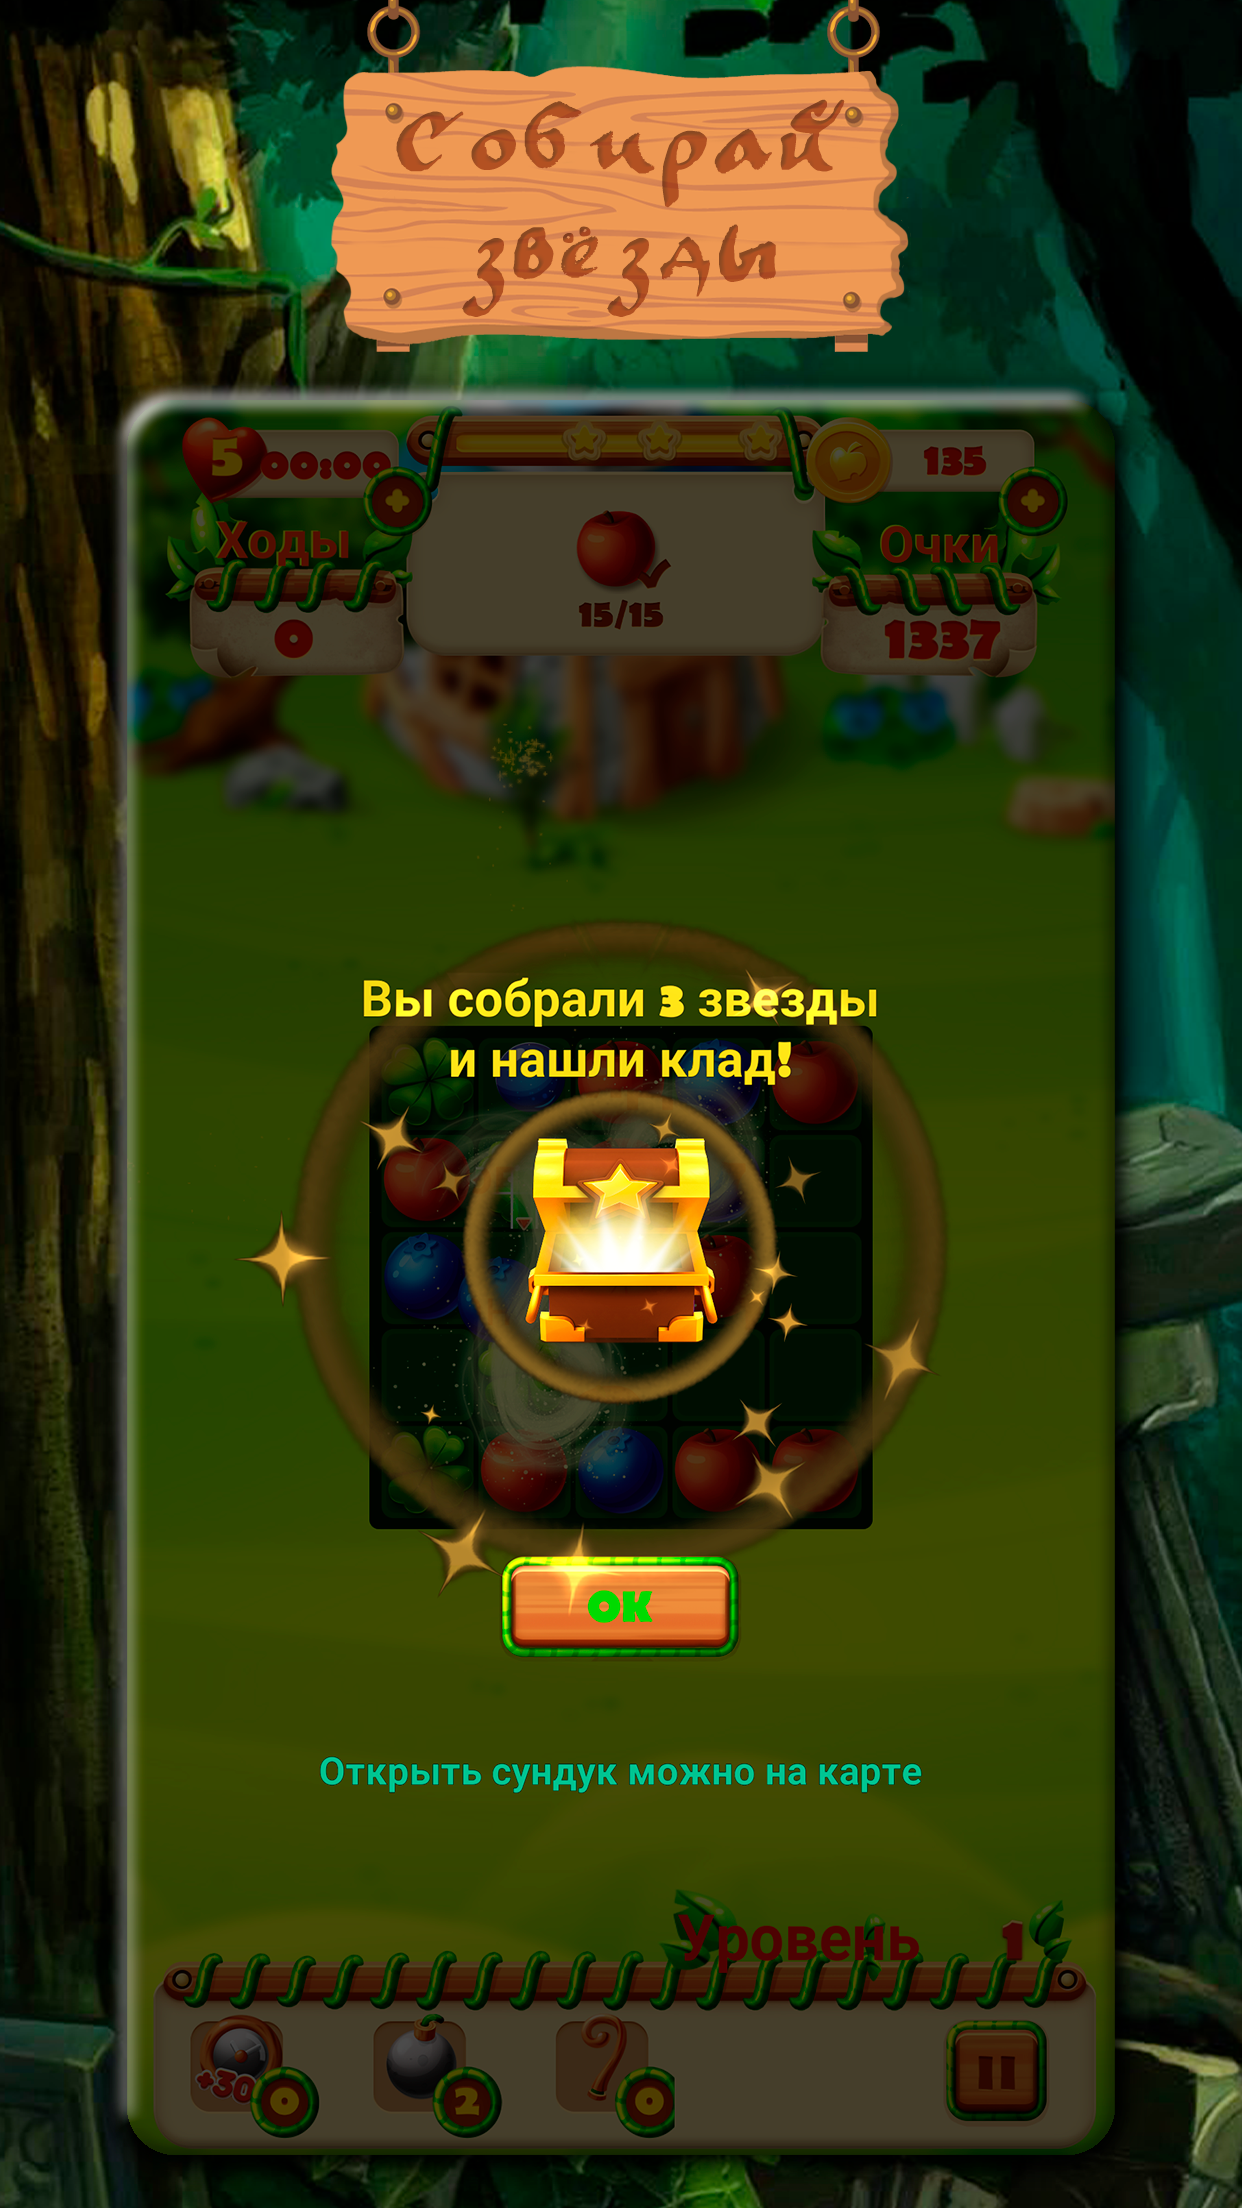 Собирай
звёзды
5
00:00
135
Ходы
Очки
15/15
0
1337
Вы собрали 3 звезды
и нашли клад!
OK
Открыть сундук можно на карте
Уровень 1
+30
0
2
0